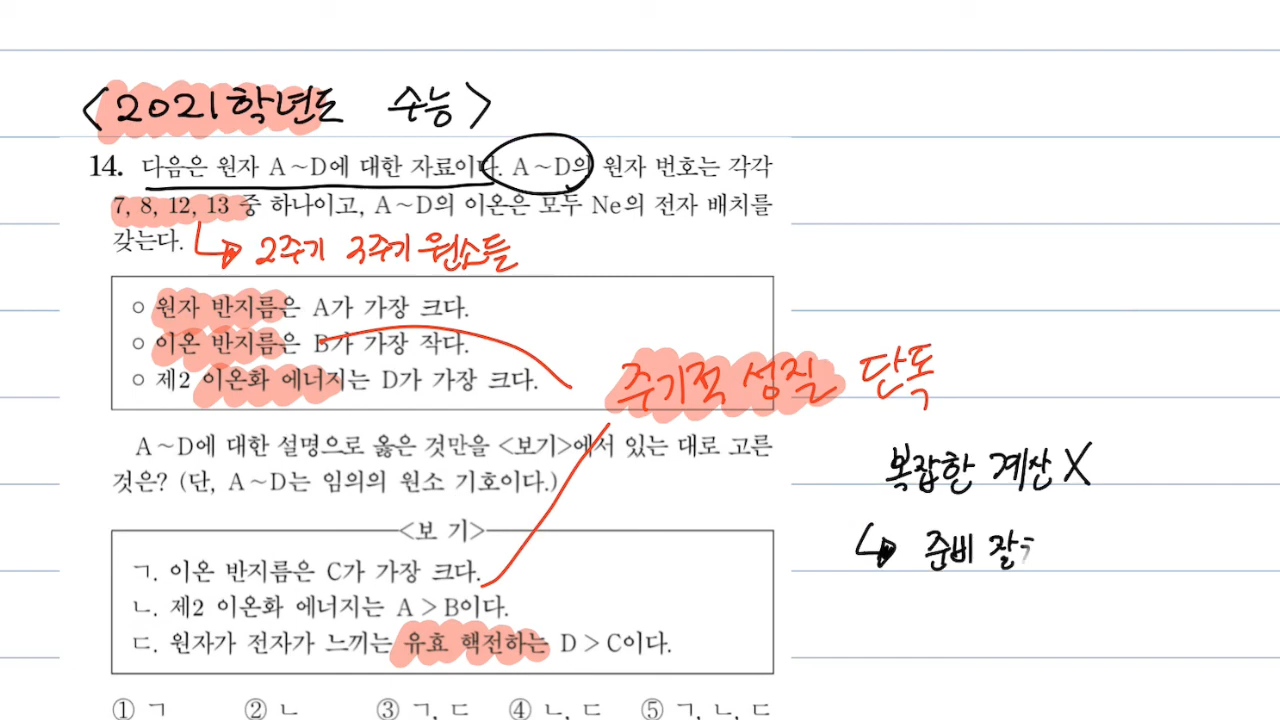 <2021학년도 수능>
14. 다음은 원자 A~D에 대한 자료이다. A~D의 원자 번호는 각각
7, 8, 12, 13 중 하나이고, A~D의 이온은 모두 Ne의 전자 배치를
갖는다.
2주기 3주기 원소들
○ 원자 반지름은 A가 가장 크다.
○ 이온 반지름은 B가 가장 작다.
○ 제2 이온화 에너지는 D가 가장 크다.
주기적 성질 단독
A~D에 대한 설명으로 옳은 것만을 <보기>에서 있는 대로 고른
것은? (단, A~D는 임의의 원소 기호이다.)
복잡한 계산 X
준비 잘
<보 기>
ㄱ. 이온 반지름은 C가 가장 크다.
ㄴ. 제2 이온화 에너지는 A > B이다.
ㄷ. 원자가 전자가 느끼는 유효 핵전하는 D > C이다.
① ㄱ ② ㄴ ③ ㄱ, ㄷ ④ ㄴ, ㄷ ⑤ ㄱ, ㄴ, ㄷ